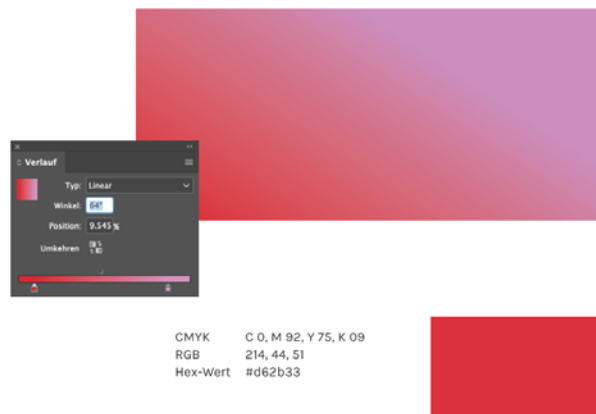 Verlauf
Typ: Linear
Winkel: 64°
Position: 9.545 %
Umkehren
CMYK C 0, M 92, Y 75, K 09
RGB 214, 44, 51
Hex-Wert #d62b33